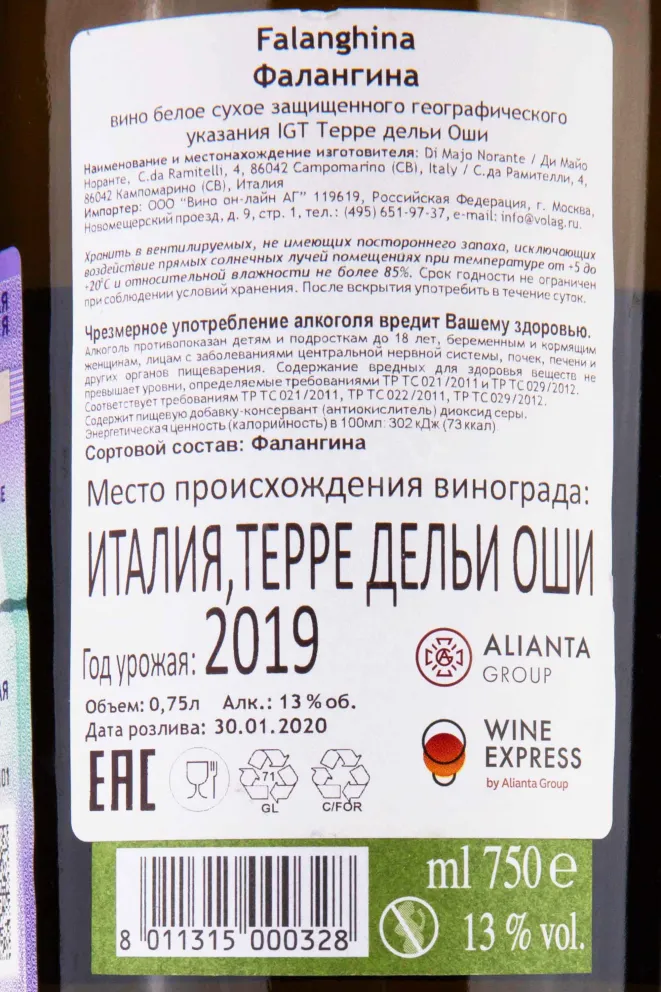 Falanghina
Фалангина
вино белое сухое защищенного географического
указания IGT Терре дельи Оши
Наименование и местонахождение изготовителя: Di Majo Norante / Ди Майо
Норанте, C.da Ramitelli, 4, 86042 Campomarino (CB), Italy / С.да Рамителли, 4,
86042 Кампомарино (CB), Италия
Импортер: ООО "Вино он-лайн АГ" 119619, Российская Федерация, г. Москва,
Новомещерский проезд, д. 9, стр. 1, тел.: (495) 651-97-37, e-mail: info@volag.ru.
Хранить в вентилируемых, не имеющих постороннего запаха, исключающих
воздействие прямых солнечных лучей помещениях при температуре от +5 до
+20°С и относительной влажности не более 85%. Срок годности не ограничен
при соблюдении условий хранения. После вскрытия употребить в течение суток.
Чрезмерное употребление алкоголя вредит Вашему здоровью.
Алкоголь противопоказан детям и подросткам до 18 лет, беременным и кормящим
женщинам, лицам с заболеваниями центральной нервной системы, почек, печени и
других органов пищеварения. Содержание вредных для здоровья веществ не
превышает уровни, определяемые требованиями ТР ТС 021/2011 и ТР ТС 029/2012.
Соответствует требованиям ТР ТС 021/2011, ТР ТС 022/2011, ТР ТС 029/2012.
Содержит пищевую добавку-консервант (антиокислитель) диоксид серы.
Энергетическая ценность (калорийность) в 100мл: 302 кДж (73 ккал)
Сортовой состав: Фалангина
Место происхождения винограда:
ИТАЛИЯ,ТЕРРЕ ДЕЛЬИ ОШИ
Год урожая: 2019
ALIANTA
GROUP
Объем: 0,75л Алк.: 13 % об.
Дата розлива: 30.01.2020
WINE
EXPRESS
by Alianta Group
EAC
71
GL
C/FOR
8 011315 000328
ml 750 e
13 % vol.